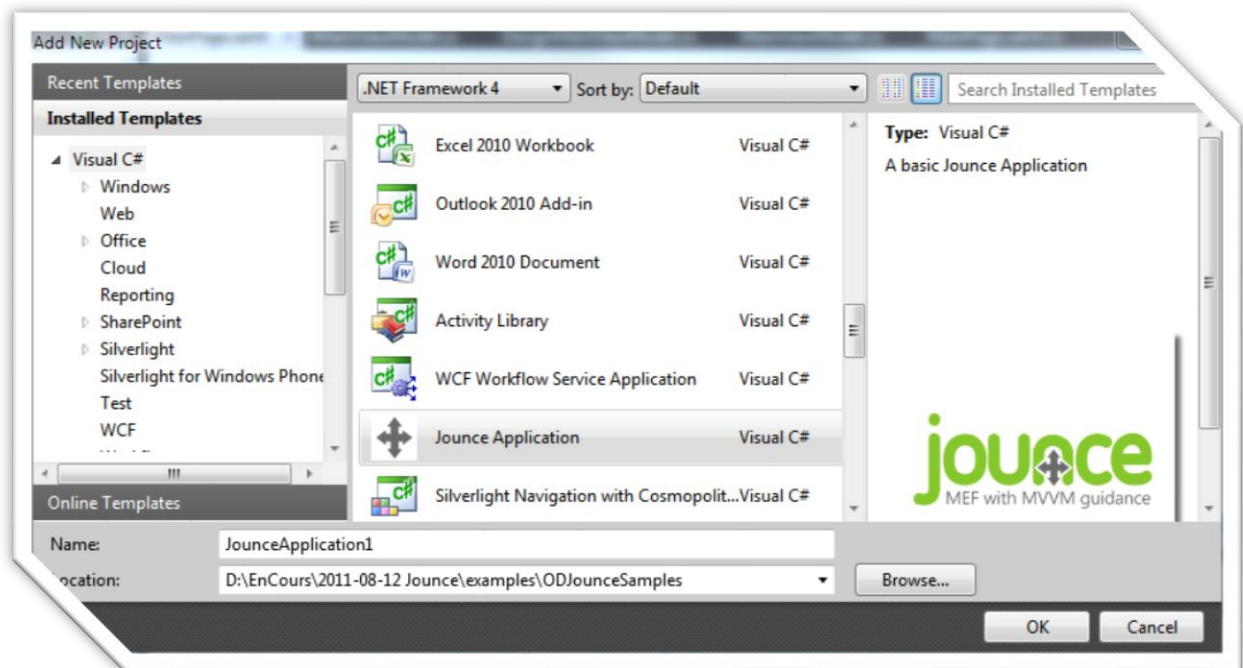 Add New Project
Recent Templates
Installed Templates
Visual C#
Windows
Web
Office
Cloud
Reporting
SharePoint
Silverlight
Silverlight for Windows Phone
Test
WCF
Online Templates
.NET Framework 4
Sort by: Default
Search Installed Templates
Excel 2010 Workbook Visual C#
Outlook 2010 Add-in Visual C#
Word 2010 Document Visual C#
Activity Library Visual C#
WCF Workflow Service Application Visual C#
Jounce Application Visual C#
Silverlight Navigation with Cosmopolit...Visual C#
Type: Visual C#
A basic Jounce Application
jounce
MEF with MVVM guidance
Name: JounceApplication1
ocation: D:\EnCours\2011-08-12 Jounce\examples\ODJounceSamples
Browse...
OK Cancel